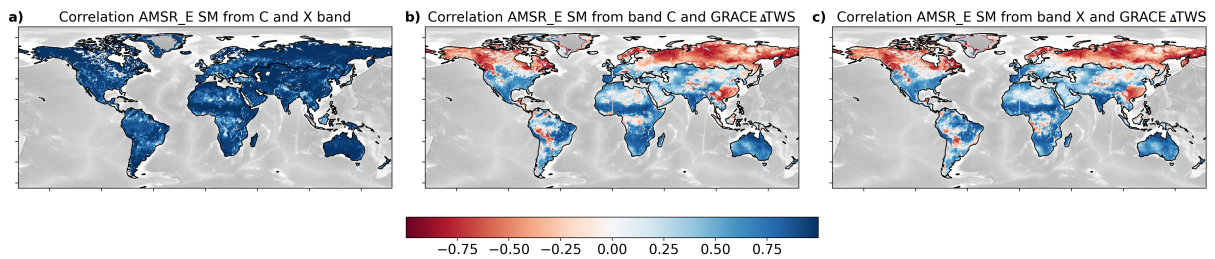 a) Correlation AMSR_E SM from C and X band
b) Correlation AMSR_E SM from band C and GRACE ΔTWS
c) Correlation AMSR_E SM from band X and GRACE ΔTWS
−0.75 −0.50 −0.25 0.00 0.25 0.50 0.75